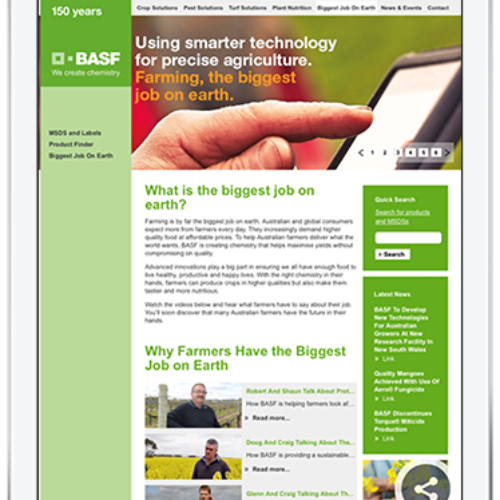 150 years
Crop Solutions | Pest Solutions | Turf Solutions | Plant Nutrition | Biggest Job On Earth | News & Events | Contact
BASF
We create chemistry
MSDS and Labels
Product Finder
Biggest Job On Earth
Using smarter technology
for precise agriculture.
Farming, the biggest
job on earth.
< 1 2 3 4 5 6 >
What is the biggest job on
earth?
Farming is by far the biggest job on earth. Australian and global consumers
expect more from farmers every day. They increasingly demand higher
quality food at affordable prices. To help Australian farmers deliver what the
world wants, BASF is creating chemistry that helps maximise yields without
compromising on quality.
Advanced innovations play a big part in ensuring we all have enough food to
live healthy, productive and happy lives. With the right chemistry in their
hands, farmers can produce crops in higher qualities but also make them
tastier and more nutritious.
Watch the videos below and hear what farmers have to say about their job.
You'll soon discover that many Australian farmers have the future in their
hands.
Why Farmers Have the Biggest
Job on Earth
Robert And Shaun Talk About Prot...
How BASF is helping farmers look af...
» Read more...
Doug And Craig Talking About The...
How BASF is providing a sustainable...
» Read more...
Glenn And Craig Talking About The...
Quick Search
Search for products
and MSDSs
» Search
Latest News
BASF To Develop
New Technologies
For Australian
Growers At New
Research Facility In
New South Wales
» Link
Quality Mangoes
Achieved With Use Of
Aero® Fungicide
» Link
BASF Discontinues
Torque® Miticide
Production
» Link